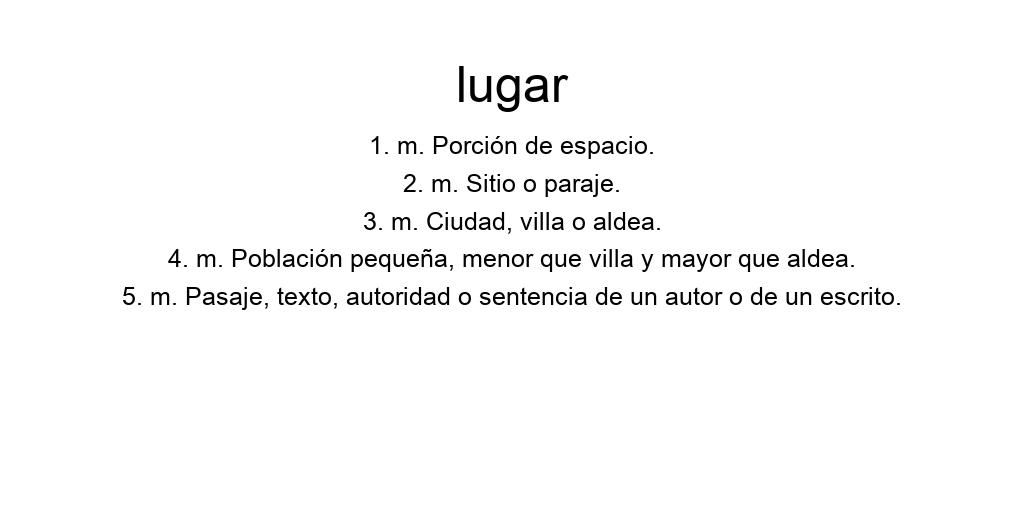 lugar
1. m. Porción de espacio.
2. m. Sitio o paraje.
3. m. Ciudad, villa o aldea.
4. m. Población pequeña, menor que villa y mayor que aldea.
5. m. Pasaje, texto, autoridad o sentencia de un autor o de un escrito.